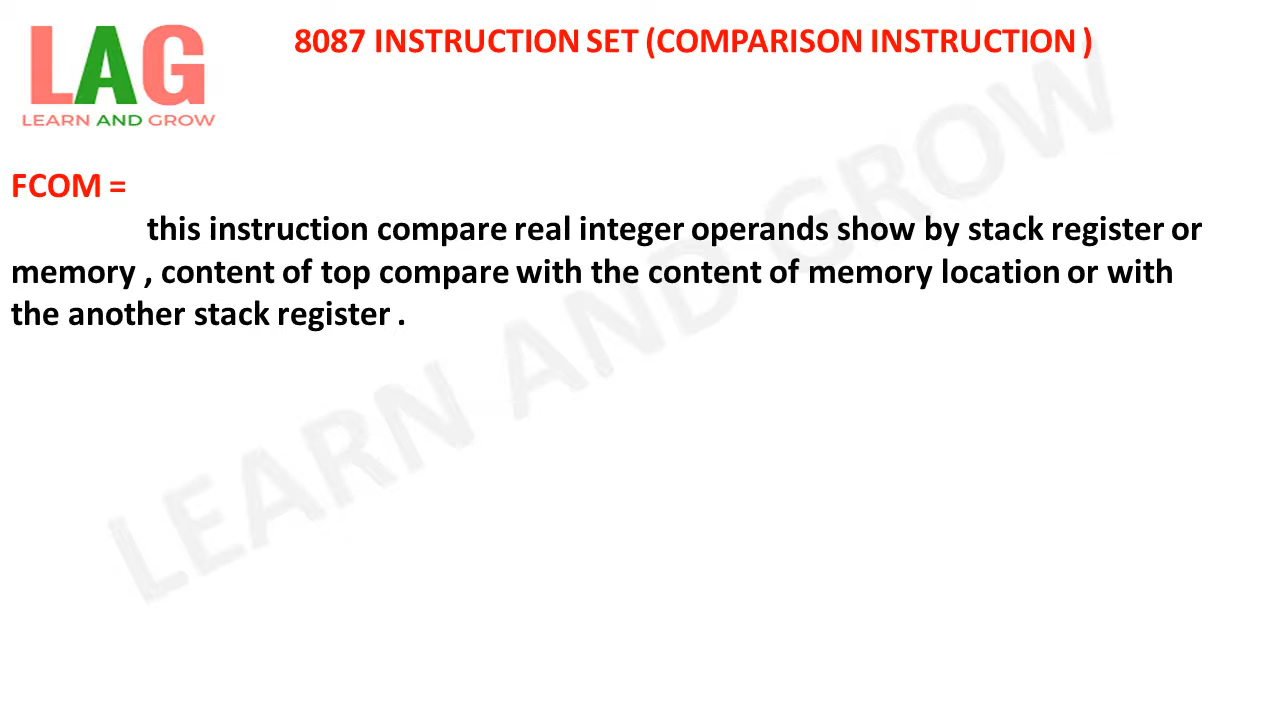 LAG
LEARN AND GROW
8087 INSTRUCTION SET (COMPARISON INSTRUCTION )
FCOM =
this instruction compare real integer operands show by stack register or
memory , content of top compare with the content of memory location or with
the another stack register .
LEARN AND GROW